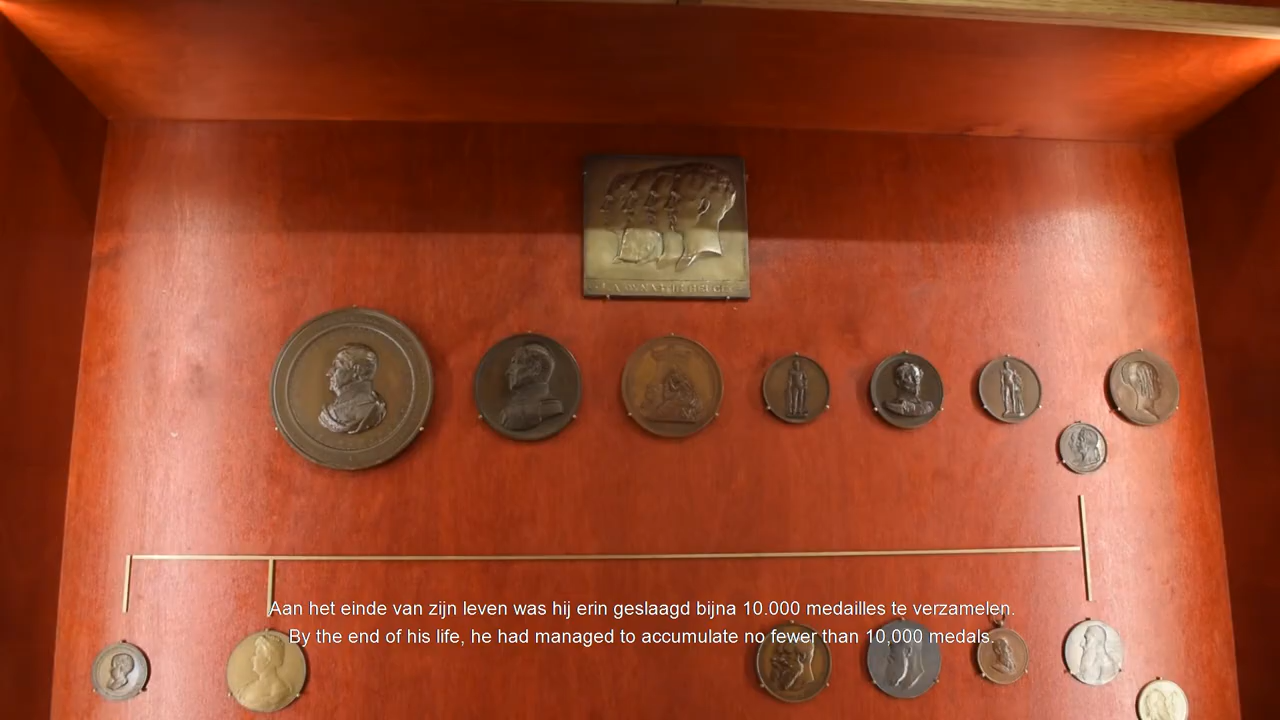 Aan het einde van zijn leven was hij erin geslaagd bijna 10.000 medailles te verzamelen.
By the end of his life, he had managed to accumulate no fewer than 10,000 medals.